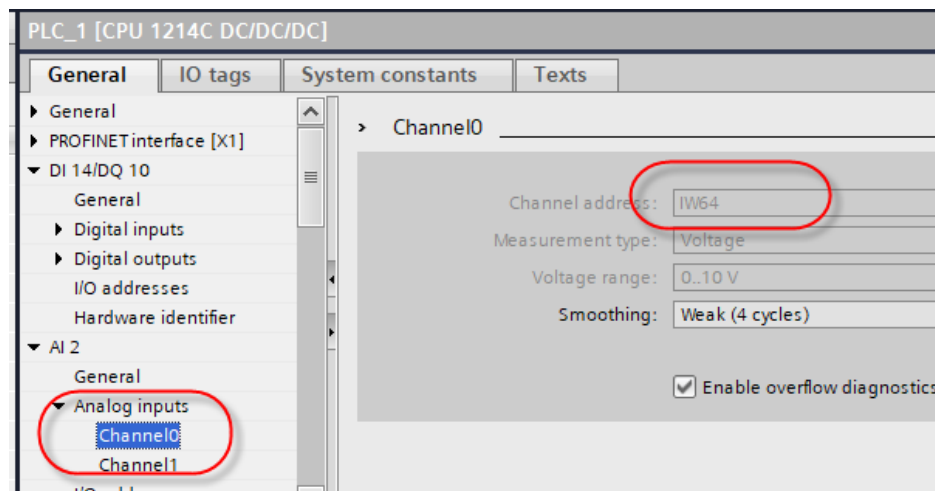 PLC_1 [CPU 1214C DC/DC/DC]
General IO tags System constants Texts
General
PROFINET interface [X1]
DI 14/DQ 10
General
Digital inputs
Digital outputs
I/O addresses
Hardware identifier
AI 2
General
Analog inputs
Channel0
Channel1
Channel0
Channel address: IW64
Measurement type: Voltage
Voltage range: 0..10 V
Smoothing: Weak (4 cycles)
Enable overflow diagnostics